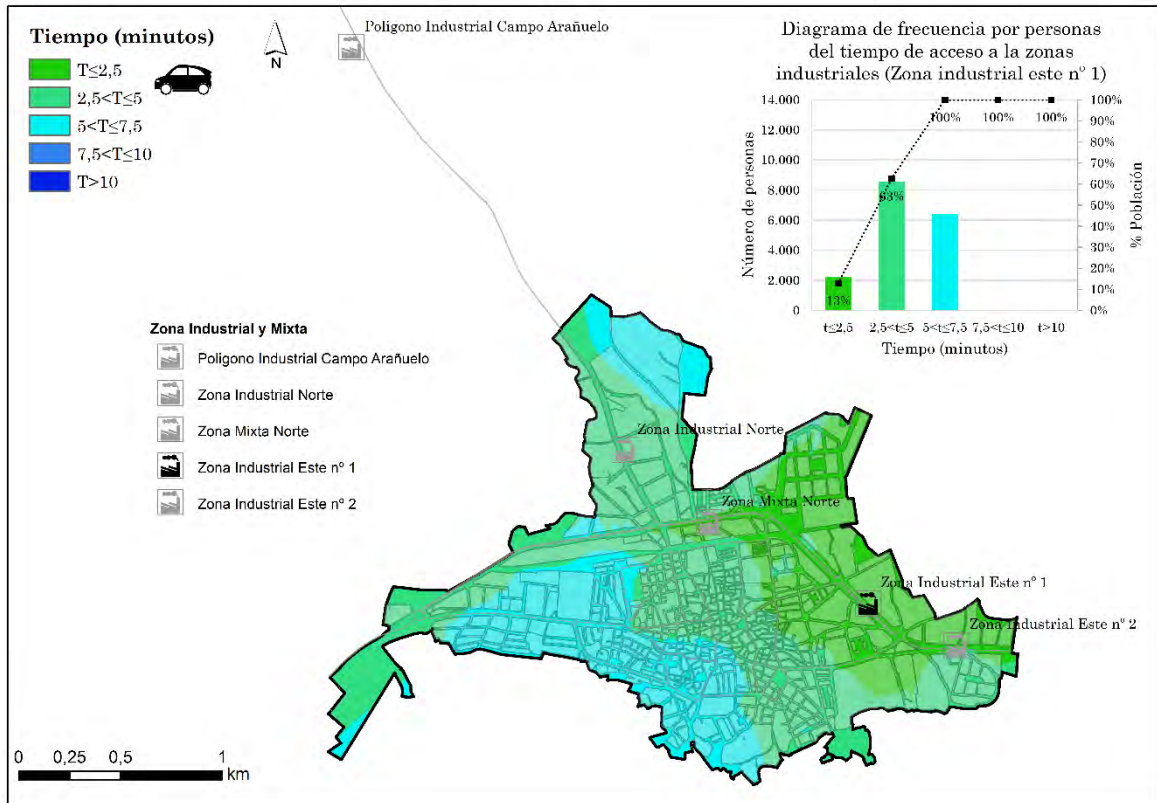 Tiempo (minutos)
T≤2,5
2,5<T≤5
5<T≤7,5
7,5<T≤10
T>10
N
Poligono Industrial Campo Arañuelo
Diagrama de frecuencia por personas
del tiempo de acceso a la zonas
industriales (Zona industrial este nº 1)
Número de personas
14.000
12.000
10.000
8.000
6.000
4.000
2.000
0
13%
63%
100%
100%
100%
100%
90%
80%
70%
60%
50%
40%
30%
20%
10%
0%
% Población
t≤2,5
2,5<t≤5
5<t≤7,5
7,5<t≤10
t>10
Tiempo (minutos)
Zona Industrial y Mixta
Poligono Industrial Campo Arañuelo
Zona Industrial Norte
Zona Mixta Norte
Zona Industrial Este nº 1
Zona Industrial Este nº 2
Zona Industrial Norte
Zona Mixta Norte
Zona Industrial Este nº 1
Zona Industrial Este nº 2
0 0,25 0,5 1
km